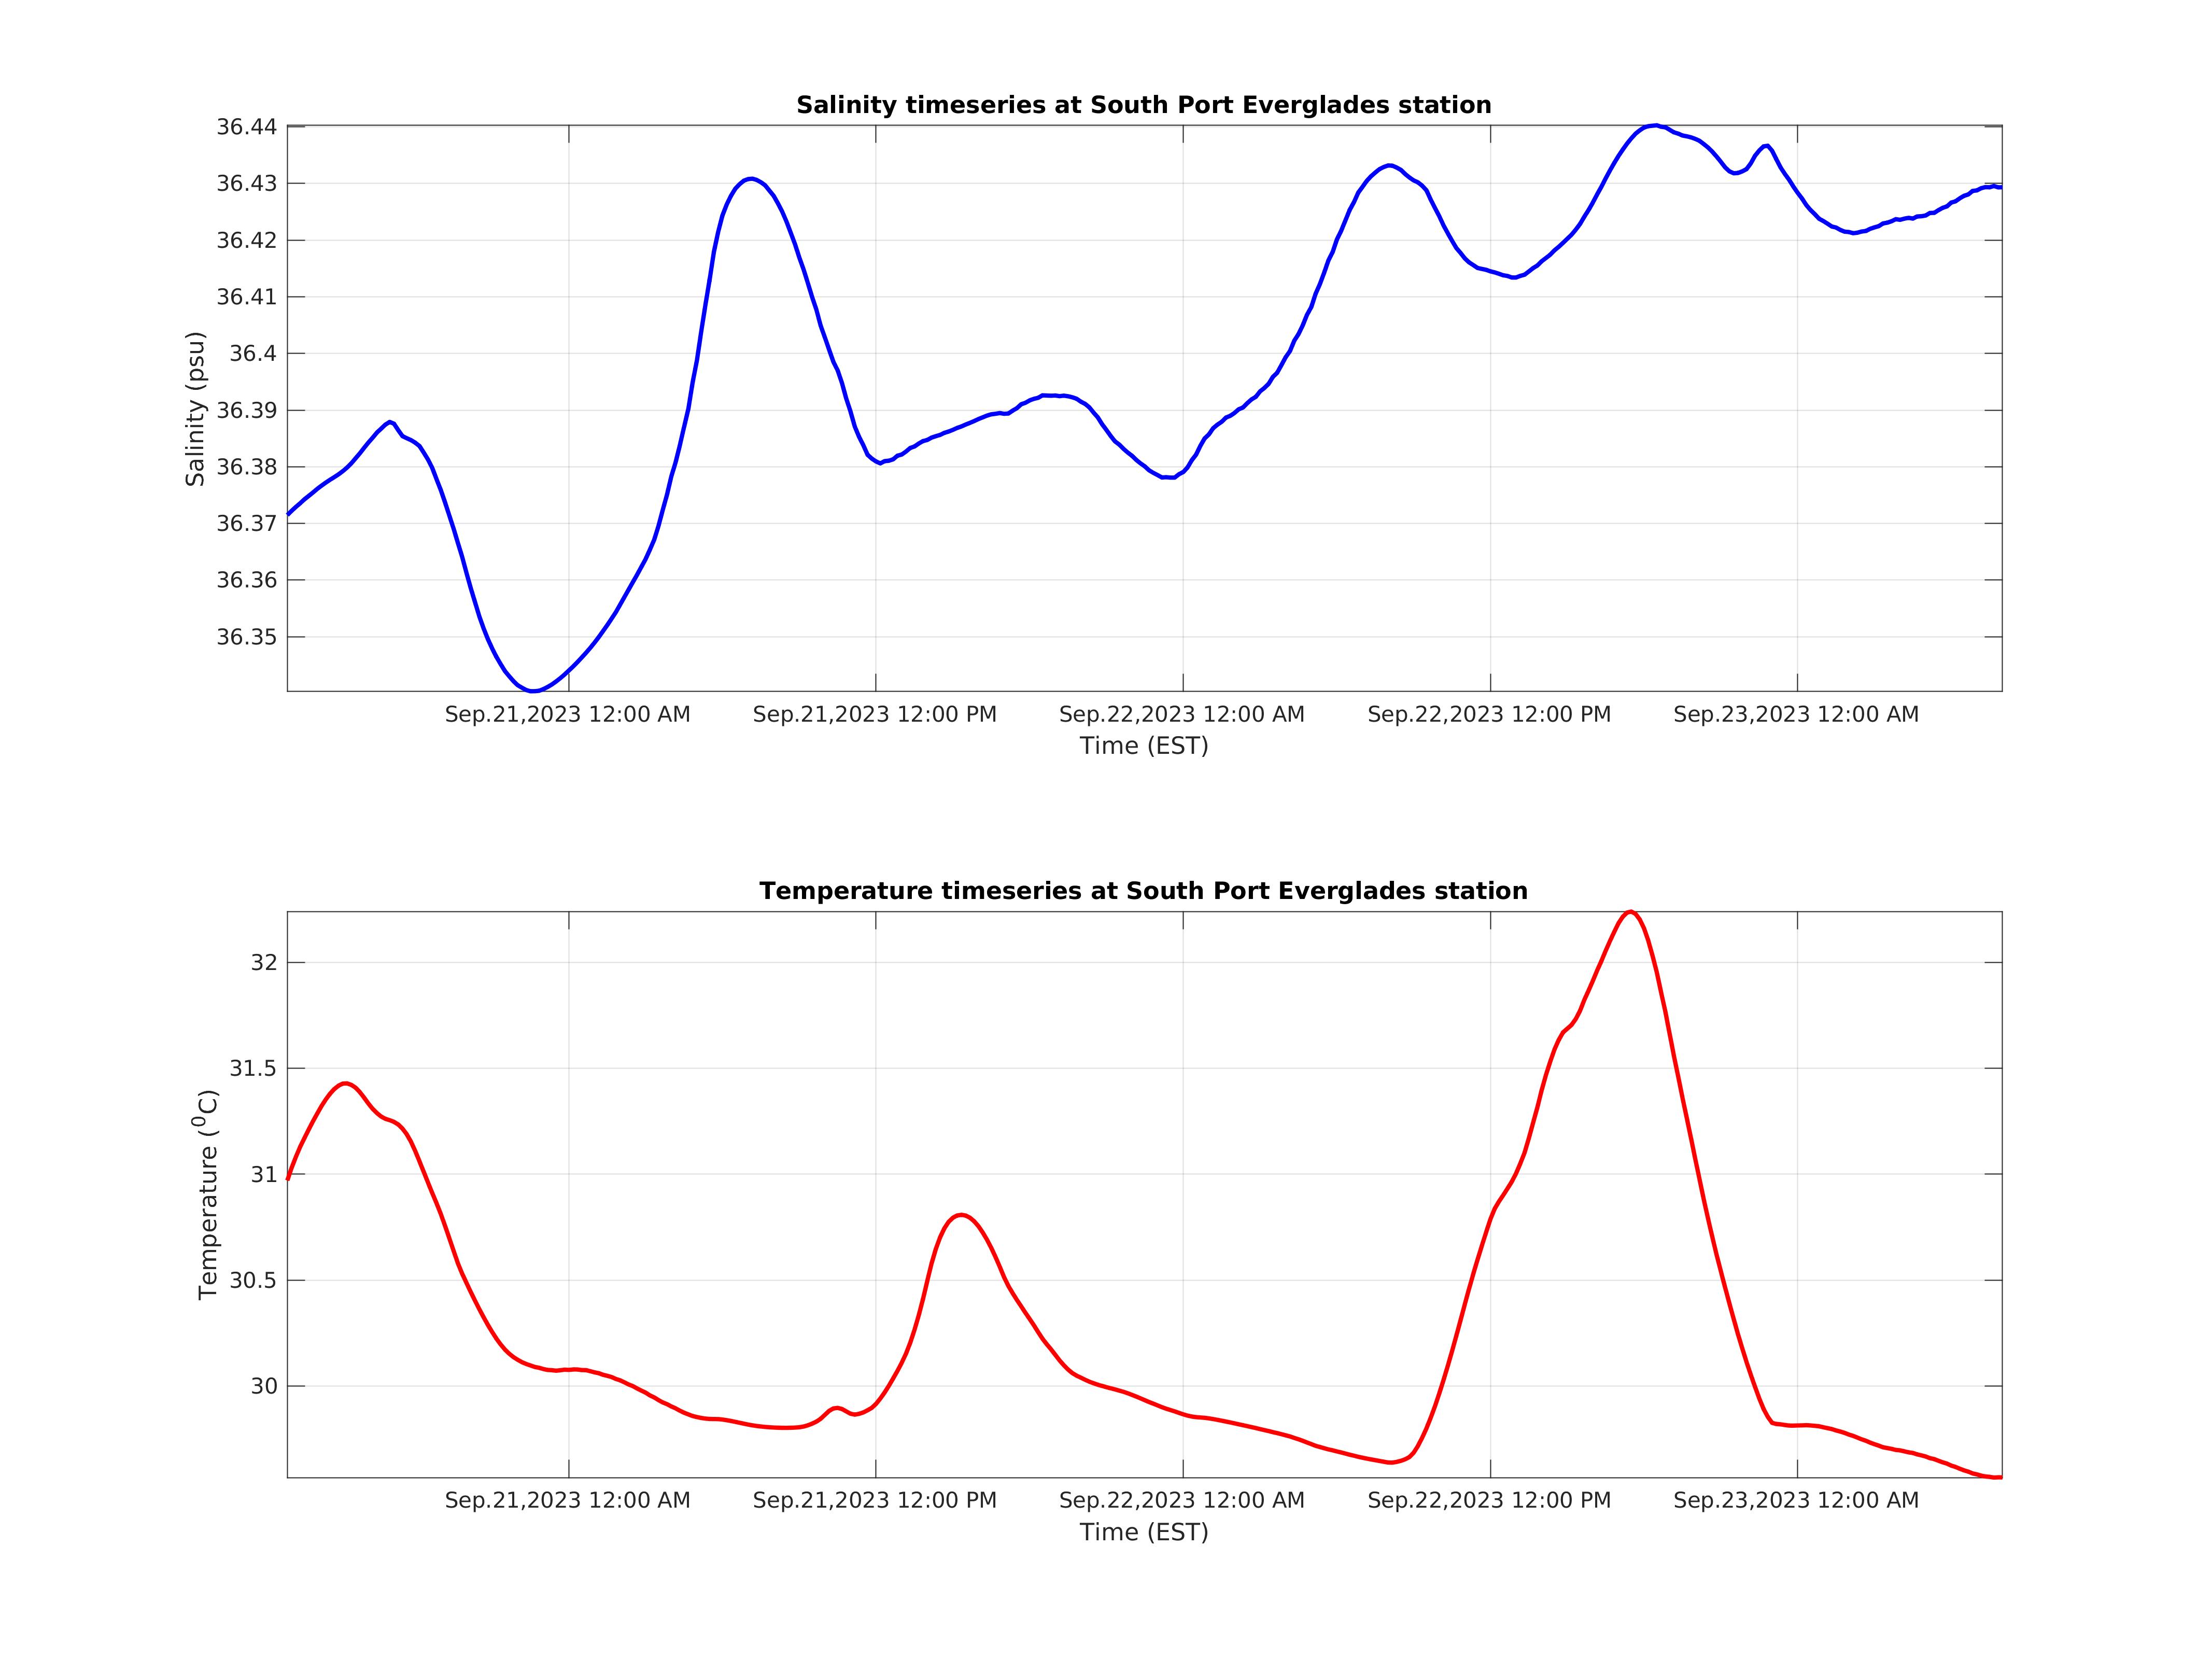 Salinity timeseries at South Port Everglades station
36.44
36.43
36.42
36.41
36.4
36.39
36.38
36.37
36.36
36.35
Salinity (psu)
Sep.21,2023 12:00 AM Sep.21,2023 12:00 PM Sep.22,2023 12:00 AM Sep.22,2023 12:00 PM Sep.23,2023 12:00 AM
Time (EST)
Temperature timeseries at South Port Everglades station
32
31.5
31
30.5
30
Temperature (⁰C)
Sep.21,2023 12:00 AM Sep.21,2023 12:00 PM Sep.22,2023 12:00 AM Sep.22,2023 12:00 PM Sep.23,2023 12:00 AM
Time (EST)